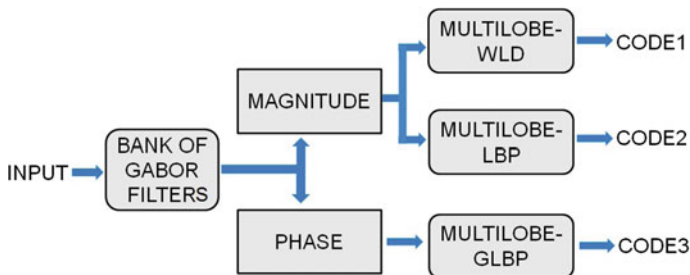 MULTILOBE-
WLD
CODE1
MAGNITUDE
MULTILOBE-
LBP
CODE2
INPUT
BANK OF
GABOR
FILTERS
PHASE
MULTILOBE-
GLBP
CODE3